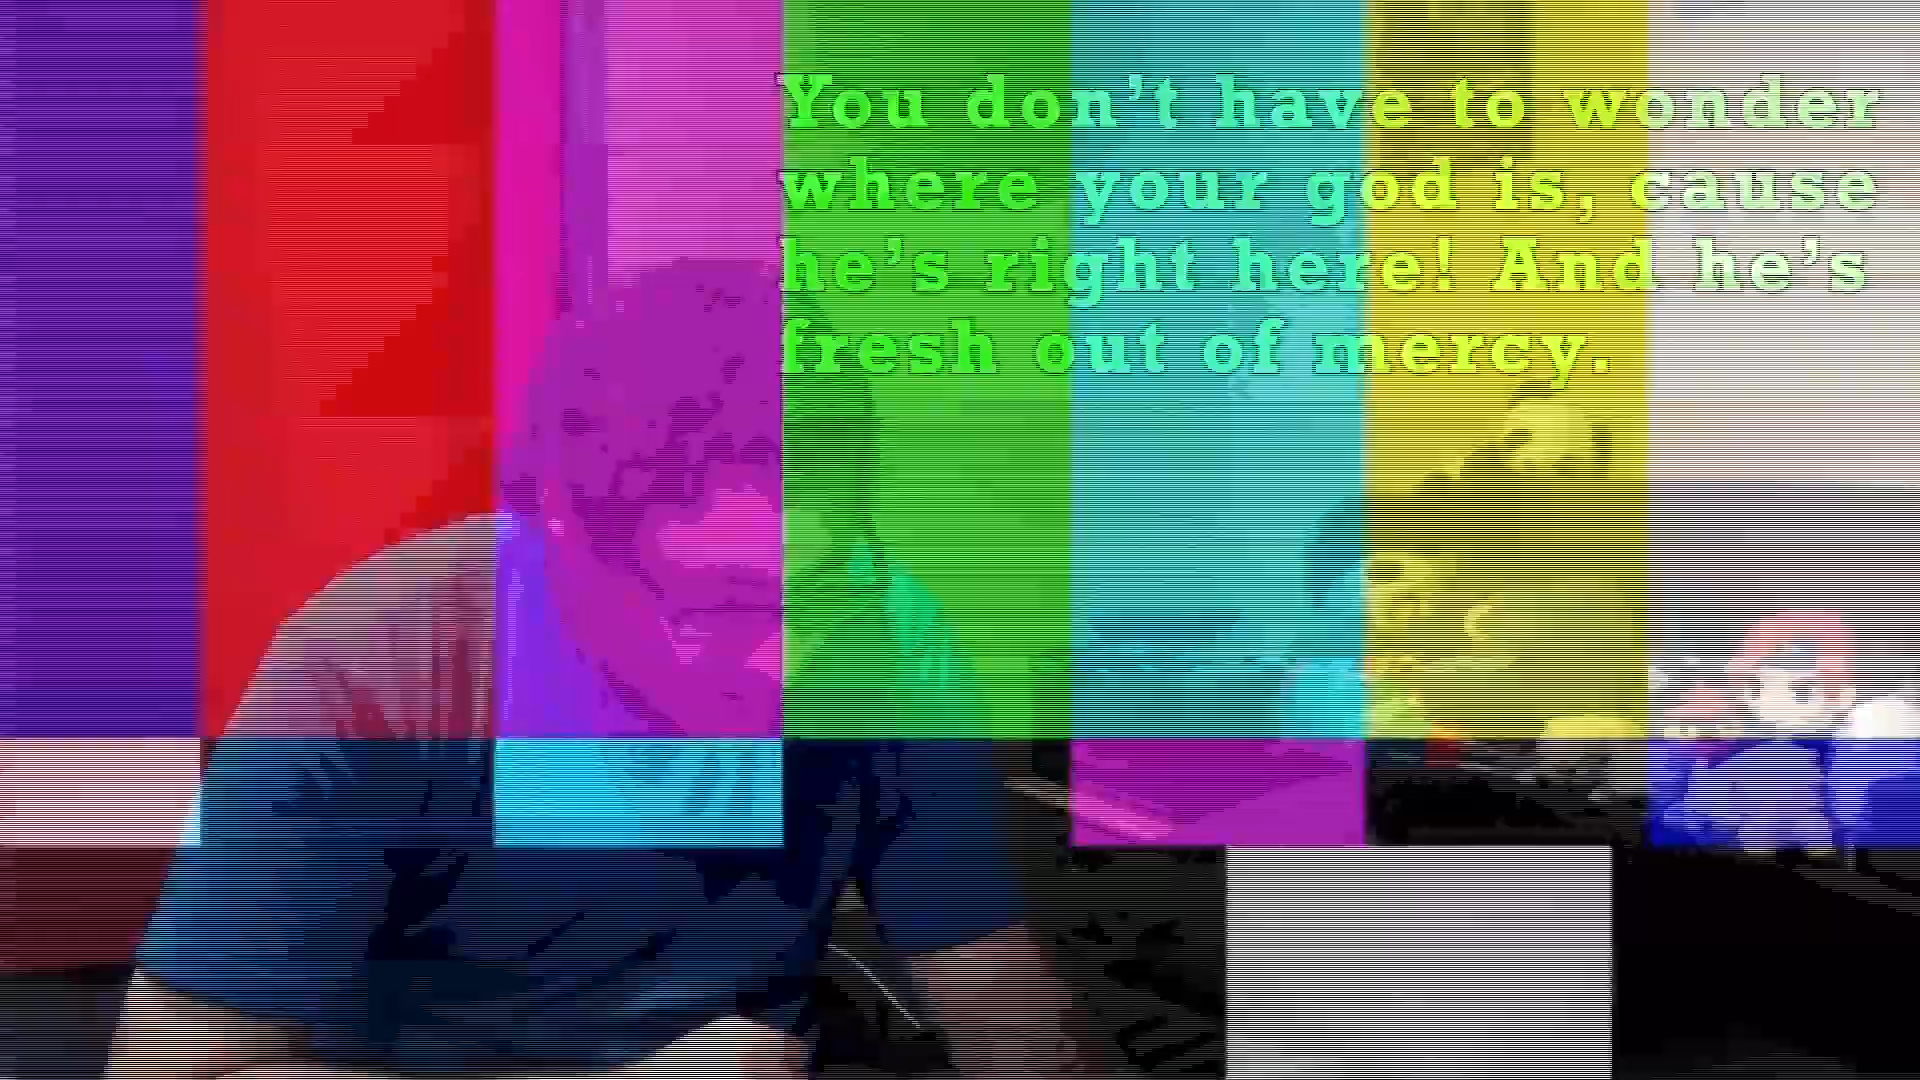 You don't have to wonder
where your god is, cause
he's right here! And he's
fresh out of mercy.